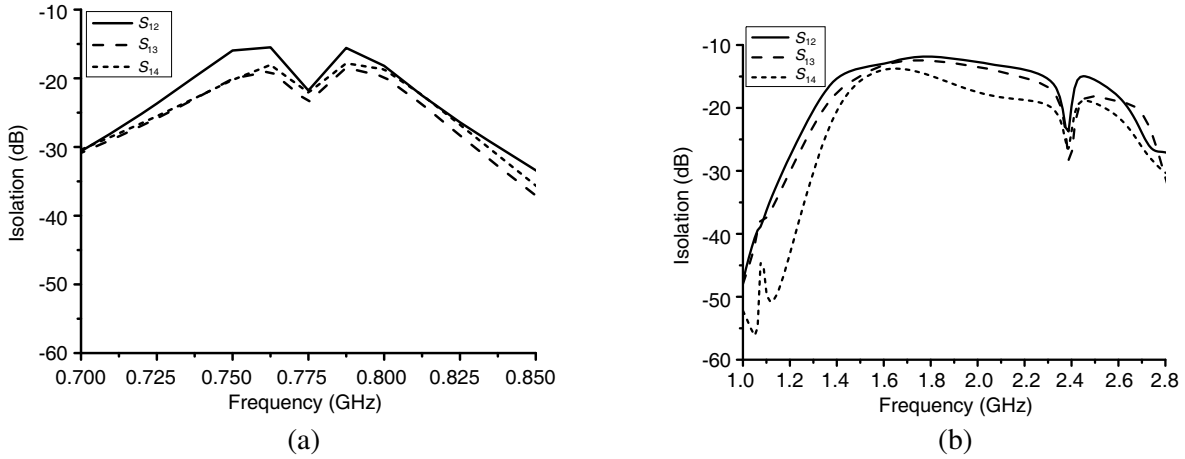 -10
-20
-30
-40
-50
-60
Isolation (dB)
S12
S13
S14
0.700 0.725 0.750 0.775 0.800 0.825 0.850
Frequency (GHz)
(a)
-10
-20
-30
-40
-50
-60
Isolation (dB)
S12
S13
S14
1.0 1.2 1.4 1.6 1.8 2.0 2.2 2.4 2.6 2.8
Frequency (GHz)
(b)